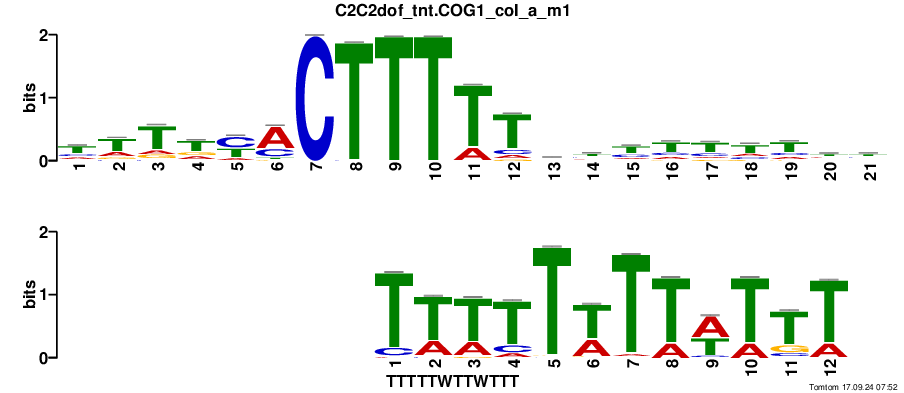 C2C2dof_tnt.COG1_col_a_m1
2
1
0
bits
T T T T C A C T T T T T T T T T T
T A C A A C
1 2 3 4 5 6 7 8 9 10 11 12 13 14 15 16 17 18 19 20 21
2
1
0
bits
T T T T T T T T A T T T
C A A C A A T A G A
1 2 3 4 5 6 7 8 9 10 11 12
TTTTTWTTWTTT
Tomtom 17.09.24 07:52